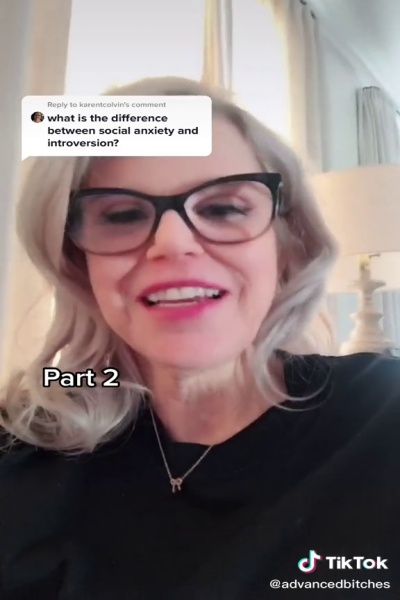 Reply to karentcolvin's comment
what is the difference
between social anxiety and
introversion?
Part 2
TikTok
@advancedbitches